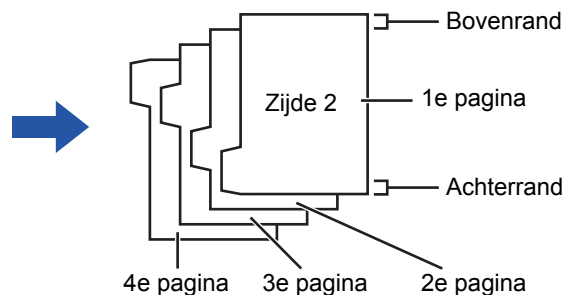 Bovenrand
Zijde 2
1e pagina
Achterrand
4e pagina
3e pagina
2e pagina